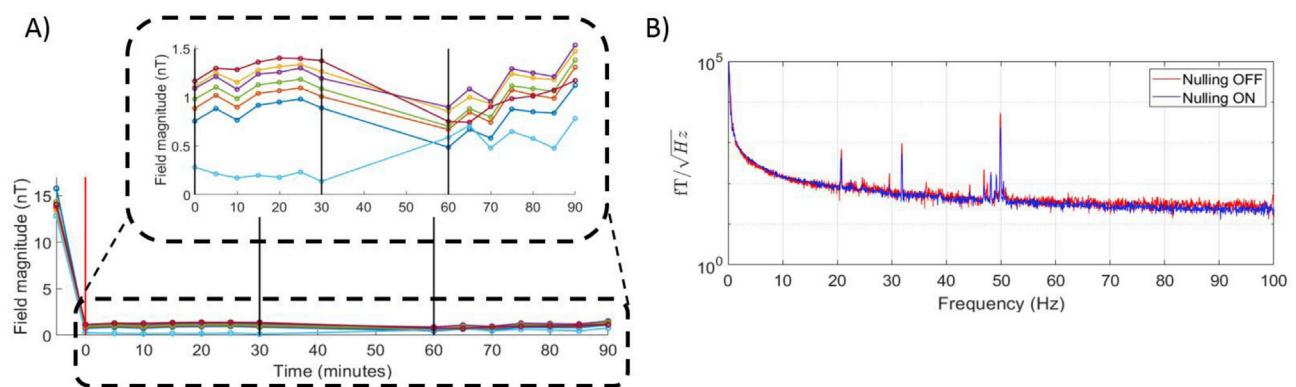 A)
Field magnitude (nT)
1.5
1
0.5
0
0 10 20 30 40 50 60 70 80 90
Field magnitude (nT)
15
10
5
0
0 10 20 30 40 50 60 70 80 90
Time (minutes)
B)
fT/√Hz
10^5
10^0
Nulling OFF
Nulling ON
0 10 20 30 40 50 60 70 80 90 100
Frequency (Hz)